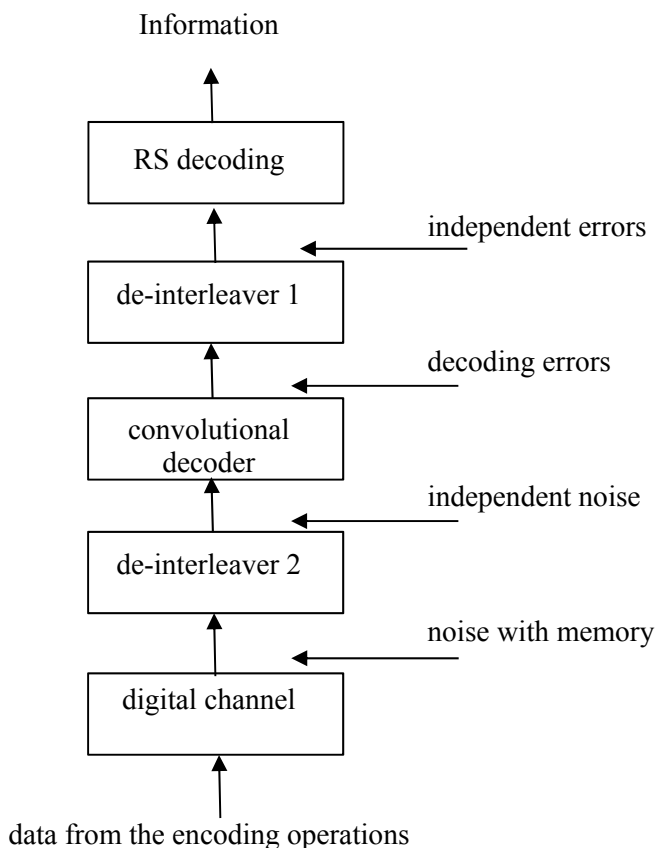 Information
RS decoding
independent errors
de-interleaver 1
decoding errors
convolutional
decoder
independent noise
de-interleaver 2
noise with memory
digital channel
data from the encoding operations